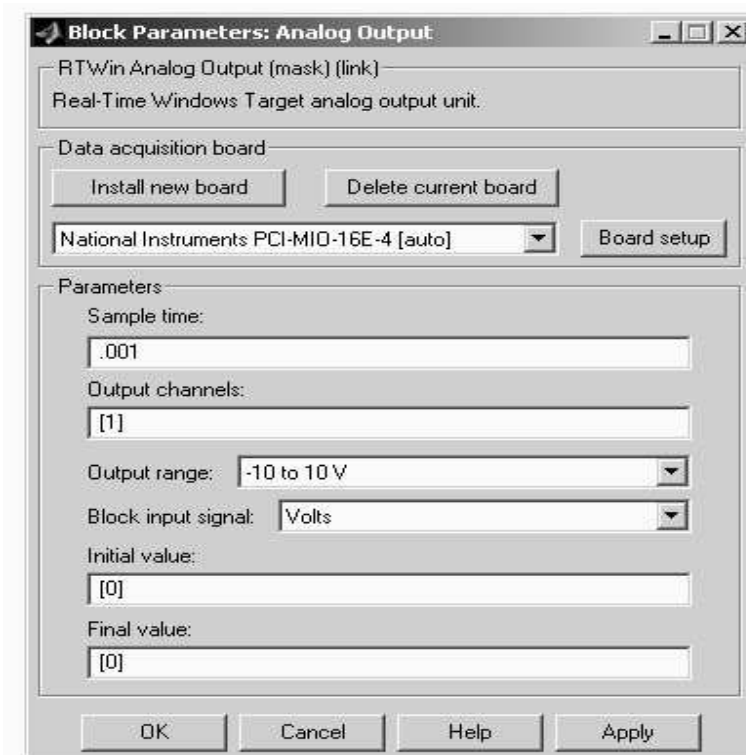 Block Parameters: Analog Output
RTWin Analog Output (mask) (link)
Real-Time Windows Target analog output unit.
Data acquisition board
Install new board Delete current board
National Instruments PCI-MIO-16E-4 [auto] Board setup
Parameters
Sample time:
.001
Output channels:
[1]
Output range: -10 to 10 V
Block input signal: Volts
Initial value:
[0]
Final value:
[0]
OK Cancel Help Apply